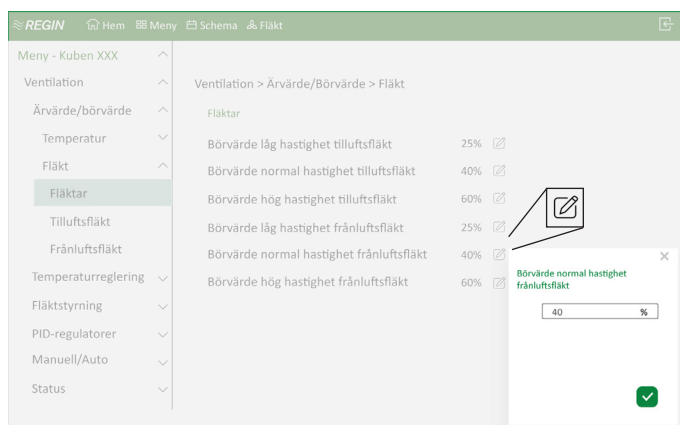 REGIN Hem Meny Schema Fläkt
Meny - Kuben XXX
Ventilation
Ärvärde/börvärde
Temperatur
Fläkt
Fläktar
Tilluftsfläkt
Frånluftsfläkt
Temperaturreglering
Fläktstyrning
PID-regulatorer
Manuell/Auto
Status
Ventilation > Ärvärde/Börvärde > Fläkt
Fläktar
Börvärde låg hastighet tilluftsfläkt 25%
Börvärde normal hastighet tilluftsfläkt 40%
Börvärde hög hastighet tilluftsfläkt 60%
Börvärde låg hastighet frånluftsfläkt 25%
Börvärde normal hastighet frånluftsfläkt 40%
Börvärde hög hastighet frånluftsfläkt 60%
Börvärde normal hastighet
frånluftsfläkt
40 %